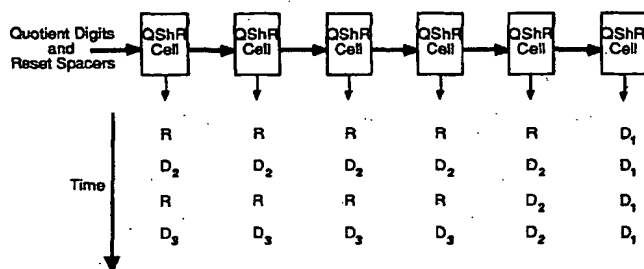 Quotient Digits and Reset Spacers
QShR Cell QShR Cell QShR Cell QShR Cell QShR Cell QShR Cell
Time
R R R R R D₁
D₂ D₂ D₂ D₂ D₂ D₁
R R R R D₂ D₁
D₃ D₃ D₃ D₃ D₂ D₁